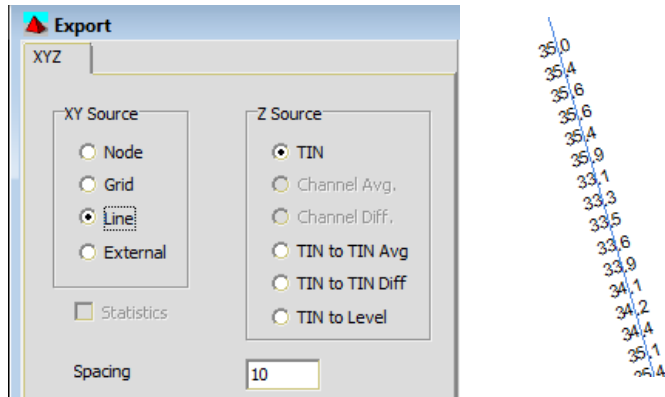 Export
XYZ
XY Source
Node
Grid
Line
External
Statistics
Spacing
10
Z Source
TIN
Channel Avg.
Channel Diff.
TIN to TIN Avg
TIN to TIN Diff
TIN to Level
35.0
35.4
35.6
35.6
35.4
35.9
33.1
33.3
33.5
33.6
33.9
34.1
34.2
34.4
35.1
35.4